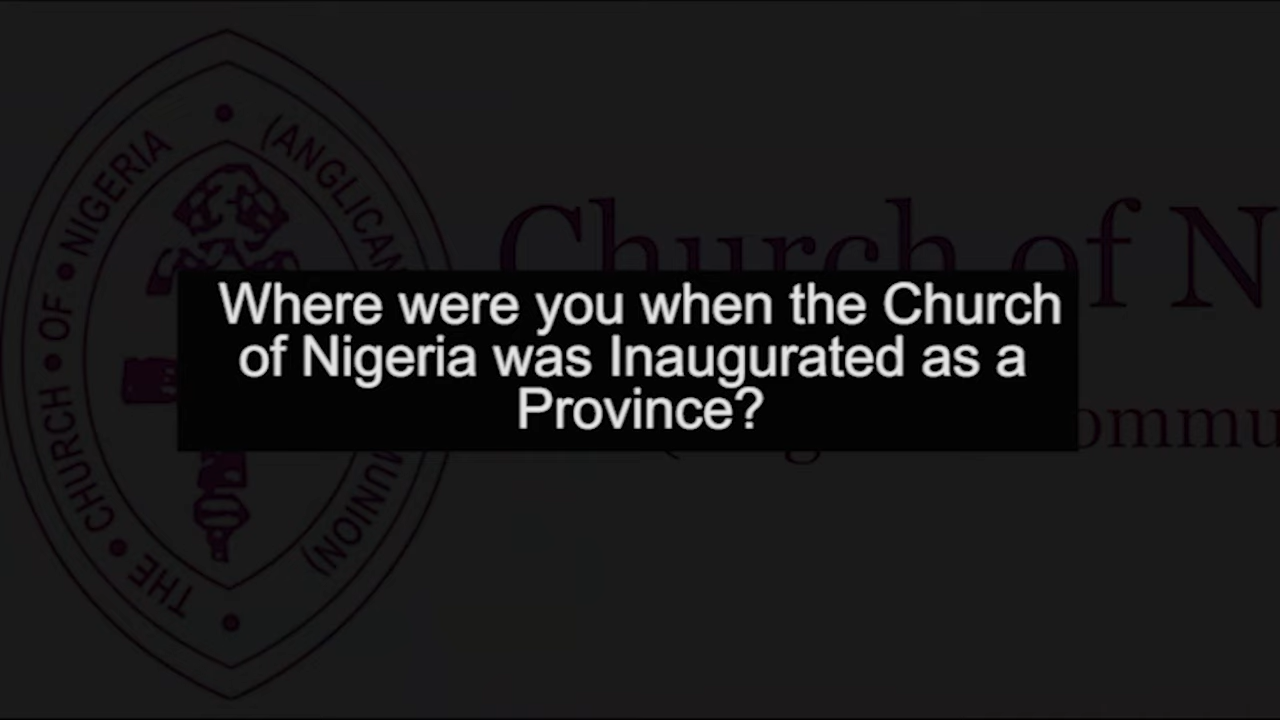 Where were you when the Church
of Nigeria was Inaugurated as a
Province?
THE • CHURCH • OF • NIGERIA • (ANGLICAN
MUNION)
Church of N
ommu